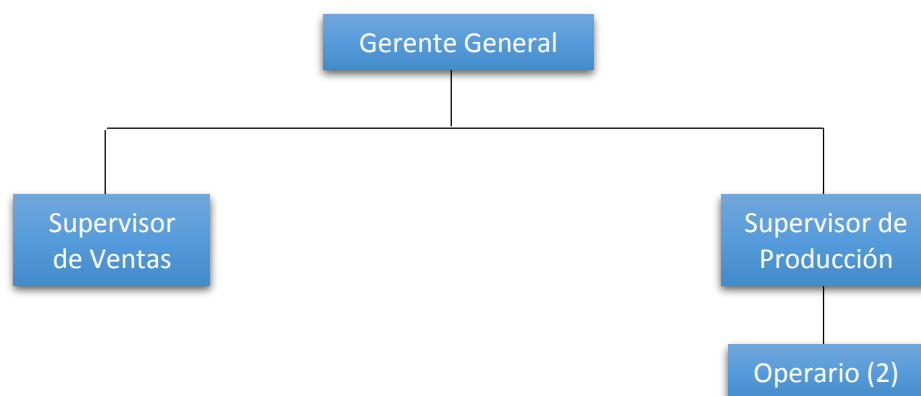 Gerente General
Supervisor
de Ventas
Supervisor de
Producción
Operario (2)